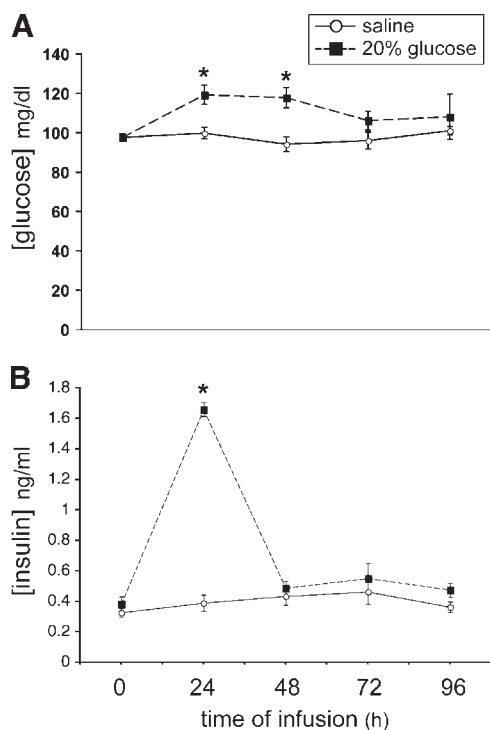 A
saline
20% glucose
[glucose] mg/dl
140
120
100
80
60
40
20
0
*
*
B
[insulin] ng/ml
1.8
1.6
1.4
1.2
1
0.8
0.6
0.4
0.2
0
*
0 24 48 72 96
time of infusion (h)